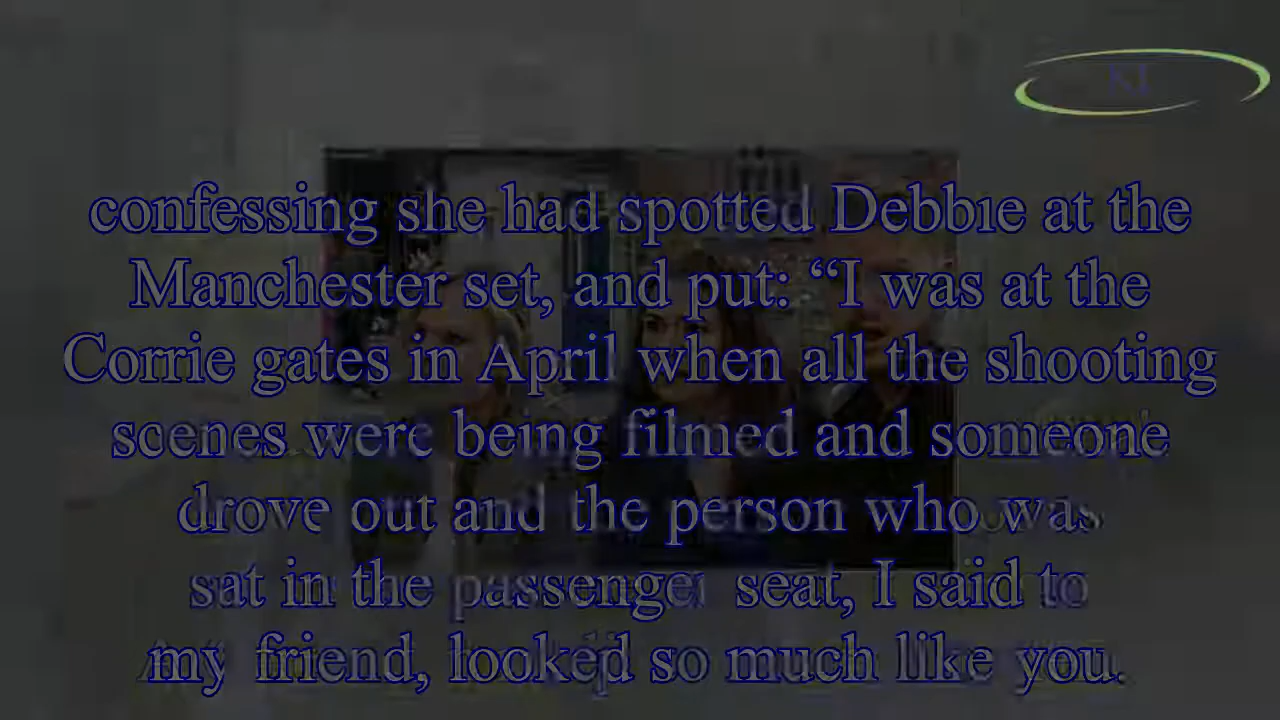 KI
confessing she had spotted Debbie at the
Manchester set, and put: “I was at the
Corrie gates in April when all the shooting
scenes were being filmed and someone
drove out and the person who was
sat in the passenger seat, I said to
my friend, looked so much like you.